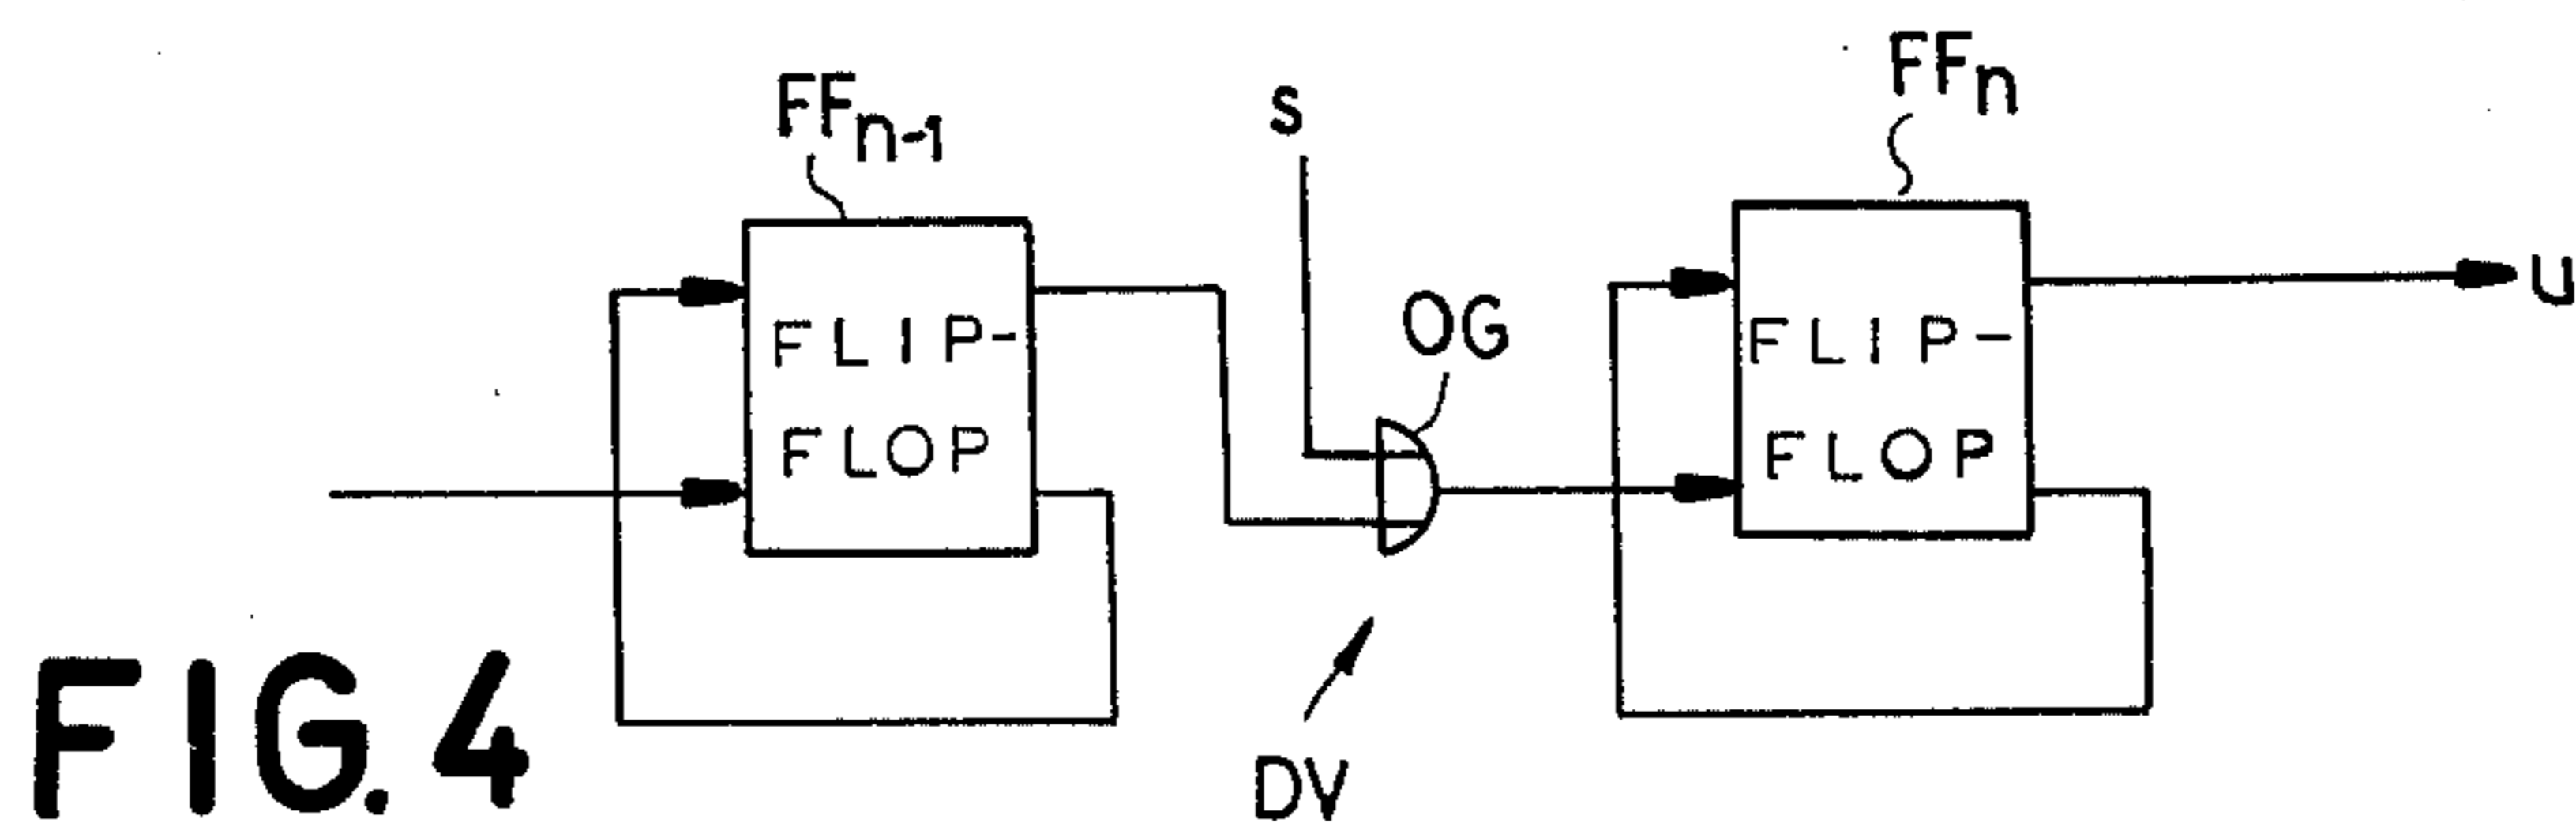 FFn-1
S
FFn
OG
U
FLIP-
FLOP
FLIP-
FLOP
DV
FIG. 4